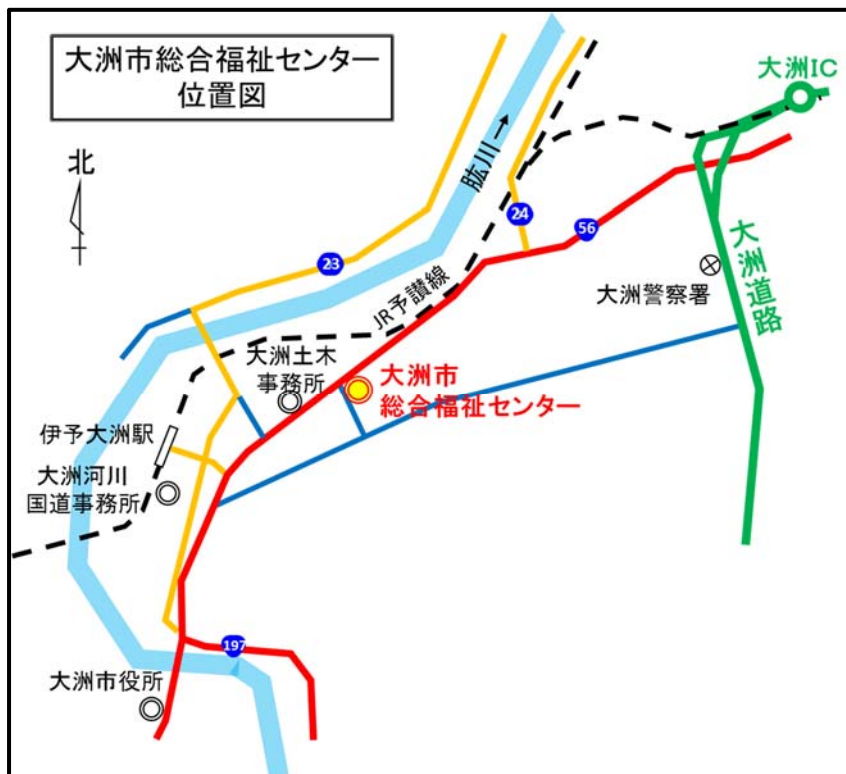 大洲市総合福祉センター
位置図
大洲IC
北
肱川→
24
56
23
大洲道路
大洲警察署
JR予讃線
大洲土木
事務所
大洲市
総合福祉センター
伊予大洲駅
大洲河川
国道事務所
197
大洲市役所